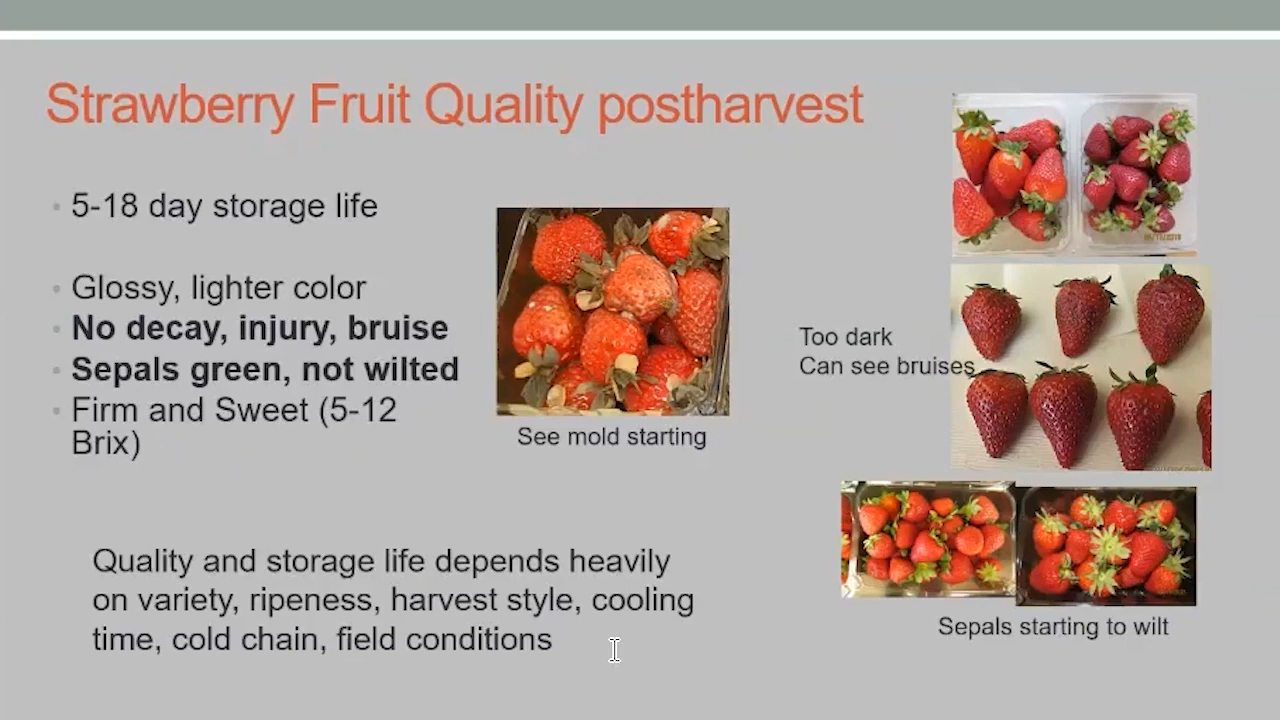 Strawberry Fruit Quality postharvest
5-18 day storage life
Glossy, lighter color
No decay, injury, bruise
Sepals green, not wilted
Firm and Sweet (5-12
Brix)
See mold starting
Too dark
Can see bruises
Sepals starting to wilt
Quality and storage life depends heavily
on variety, ripeness, harvest style, cooling
time, cold chain, field conditions